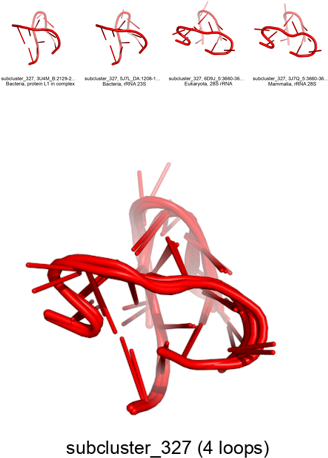 subcluster_327, 3U4M_B:2129-2...
Bacteria, protein L1 in complex
subcluster_327, 5J7L_DA:1208-1...
Bacteria, rRNA 23S
subcluster_327, 6D9J_5:3660-36...
Eukaryota, 28S rRNA
subcluster_327, 3J7Q_5:3660-36...
Mammalia, rRNA 28S
subcluster_327 (4 loops)